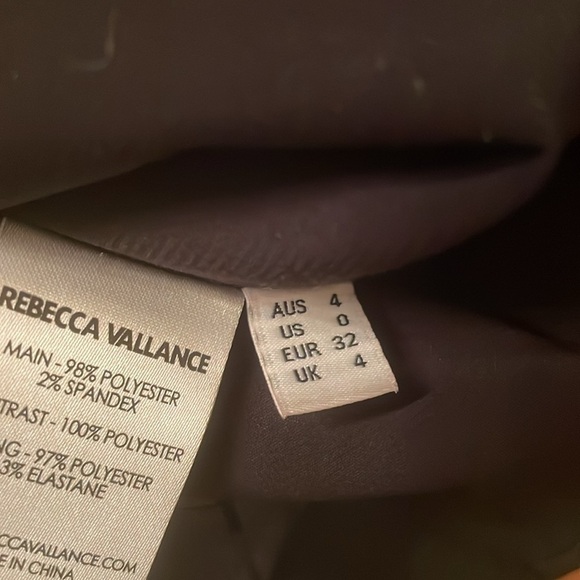 REBECCA VALLANCE
MAIN - 98% POLYESTER
2% SPANDEX
TRAST - 100% POLYESTER
NG - 97% POLYESTER
3% ELASTANE
CCAVALLANCE.COM
E IN CHINA
AUS 4
US 0
EUR 32
UK 4